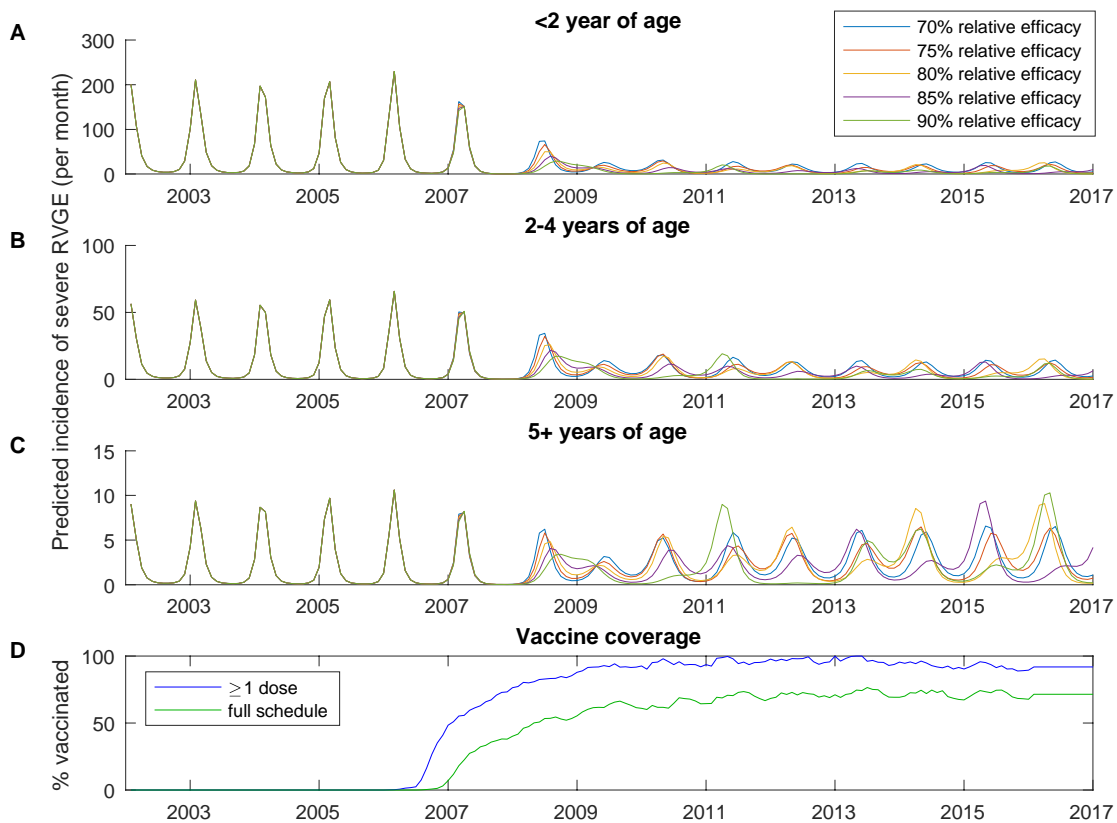 Predicted incidence of severe RVGE (per month)
A
<2 year of age
300
200
100
0
2003
2005
2007
2009
2011
2013
2015
2017
70% relative efficacy
75% relative efficacy
80% relative efficacy
85% relative efficacy
90% relative efficacy
B
2-4 years of age
100
50
0
2003
2005
2007
2009
2011
2013
2015
2017
C
5+ years of age
15
10
5
0
2003
2005
2007
2009
2011
2013
2015
2017
D
Vaccine coverage
% vaccinated
100
50
0
≥1 dose
full schedule
2003
2005
2007
2009
2011
2013
2015
2017